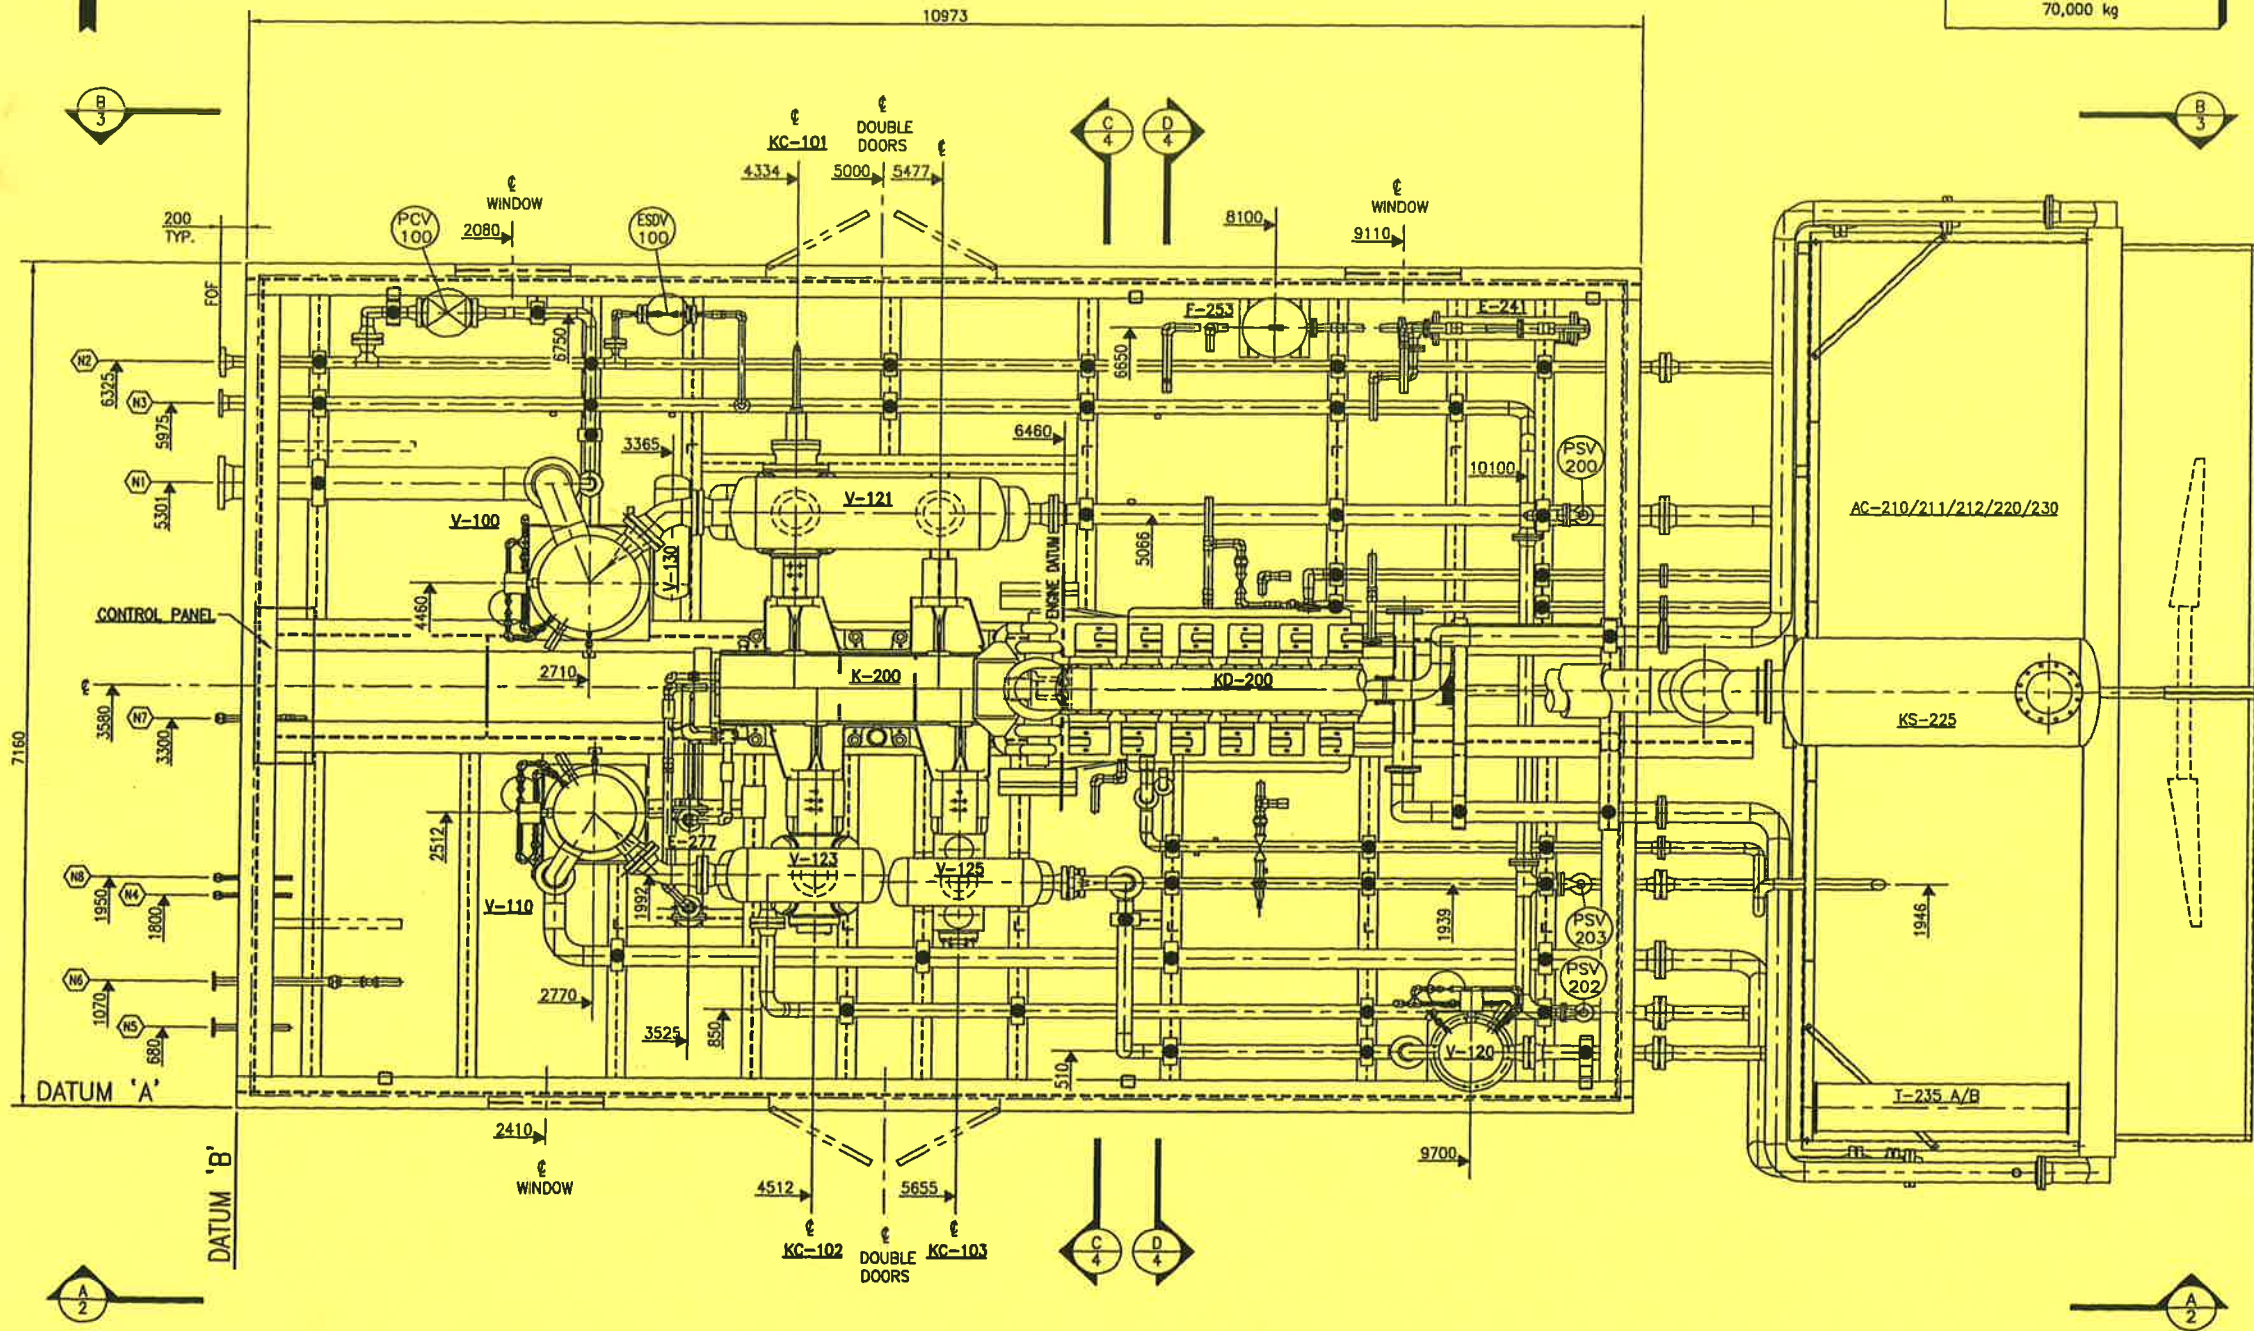 70,000 kg
10973
B
3
B
3
C
4
D
4
℄
KC-101
℄
DOUBLE
DOORS
℄
4334
5000
5477
℄
WINDOW
2080
PCV
100
ESDV
100
℄
WINDOW
9110
8100
200
TYP.
FOF
F-253
E-241
6750
6650
N2
6325
N3
5975
N1
5301
3365
6460
10100
PSV
200
V-121
V-100
V-130
5066
ENGINE DATUM
AC-210/211/212/220/230
4460
CONTROL PANEL
2710
K-200
KD-200
KS-225
℄
3580
N7
3300
7160
2512
E-277
V-123
V-125
N8
1950
N4
1800
V-110
1992
1939
PSV
203
1946
N6
1070
2770
PSV
202
N5
680
3525
850
510
V-120
T-235 A/B
DATUM 'A'
DATUM 'B'
2410
℄
WINDOW
9700
4512
5655
℄
KC-102
℄
DOUBLE
DOORS
℄
KC-103
C
4
D
4
A
2
A
2